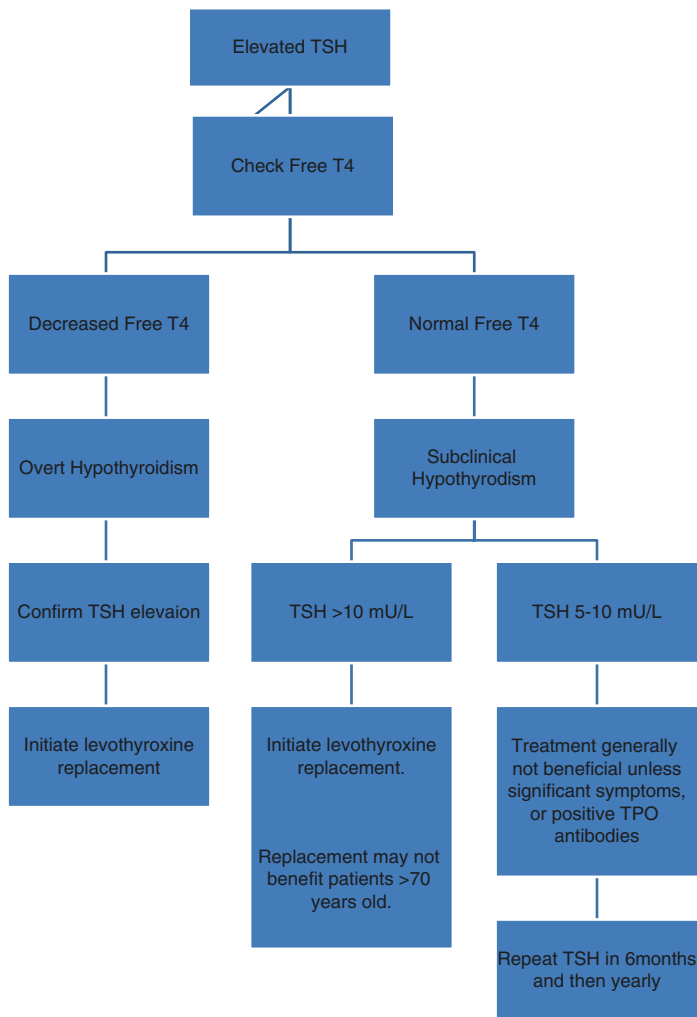 Elevated TSH
Check Free T4
Decreased Free T4
Normal Free T4
Overt Hypothyroidism
Subclinical
Hypothyrodism
Confirm TSH elevaion
TSH >10 mU/L
TSH 5-10 mU/L
Initiate levothyroxine
replacement
Initiate levothyroxine
replacement.
Replacement may not
benefit patients >70
years old.
Treatment generally
not beneficial unless
significant symptoms,
or positive TPO
antibodies
Repeat TSH in 6months
and then yearly